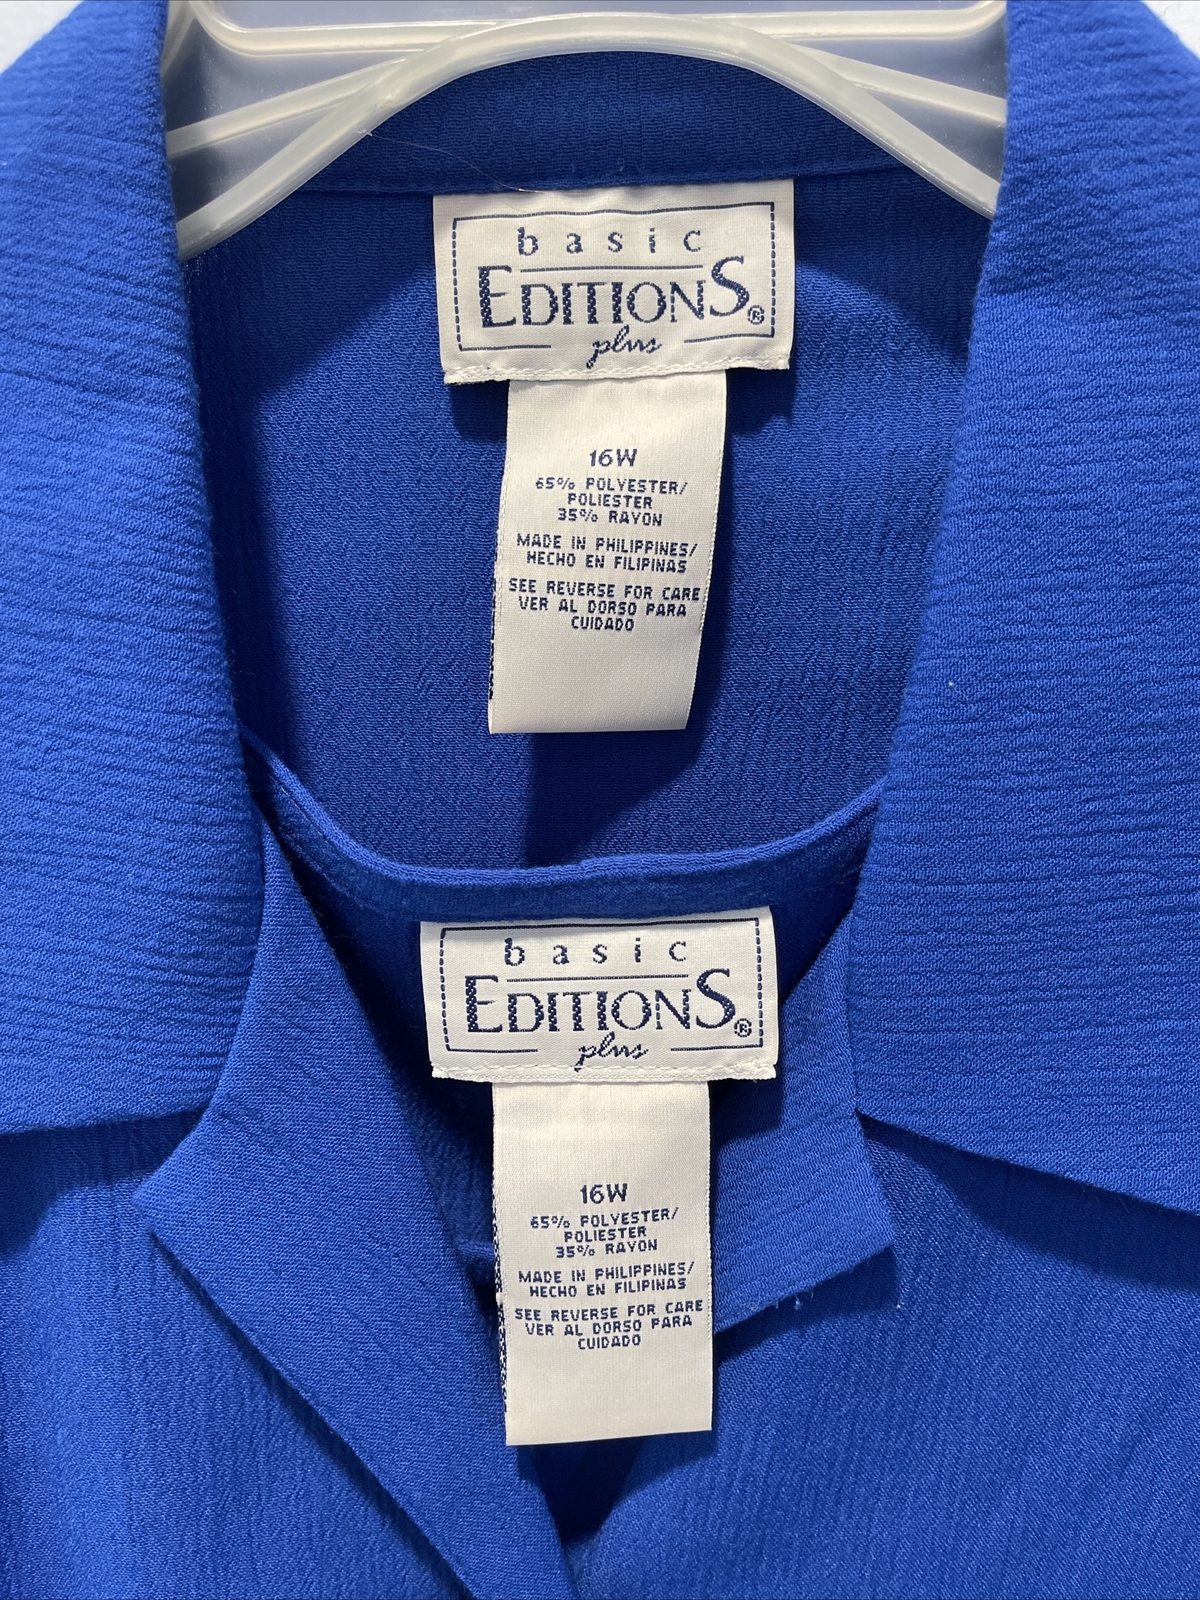 basic
EDITIONS®
plus
16W
65% POLYESTER/
POLIESTER
35% RAYON
MADE IN PHILIPPINES/
HECHO EN FILIPINAS
SEE REVERSE FOR CARE
VER AL DORSO PARA
CUIDADO
basic
EDITIONS®
plus
16W
65% POLYESTER/
POLIESTER
35% RAYON
MADE IN PHILIPPINES/
HECHO EN FILIPINAS
SEE REVERSE FOR CARE
VER AL DORSO PARA
CUIDADO